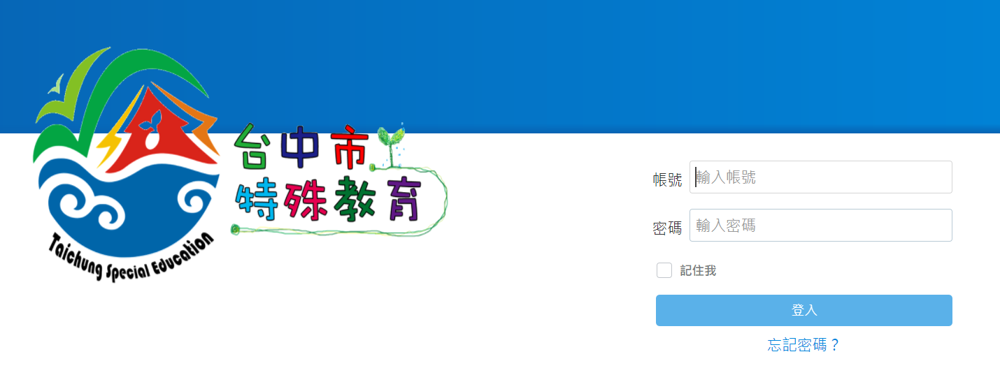 台中市
特殊教育
Taichung Special Education
帳號 輸入帳號
密碼 輸入密碼
記住我
登入
忘記密碼？